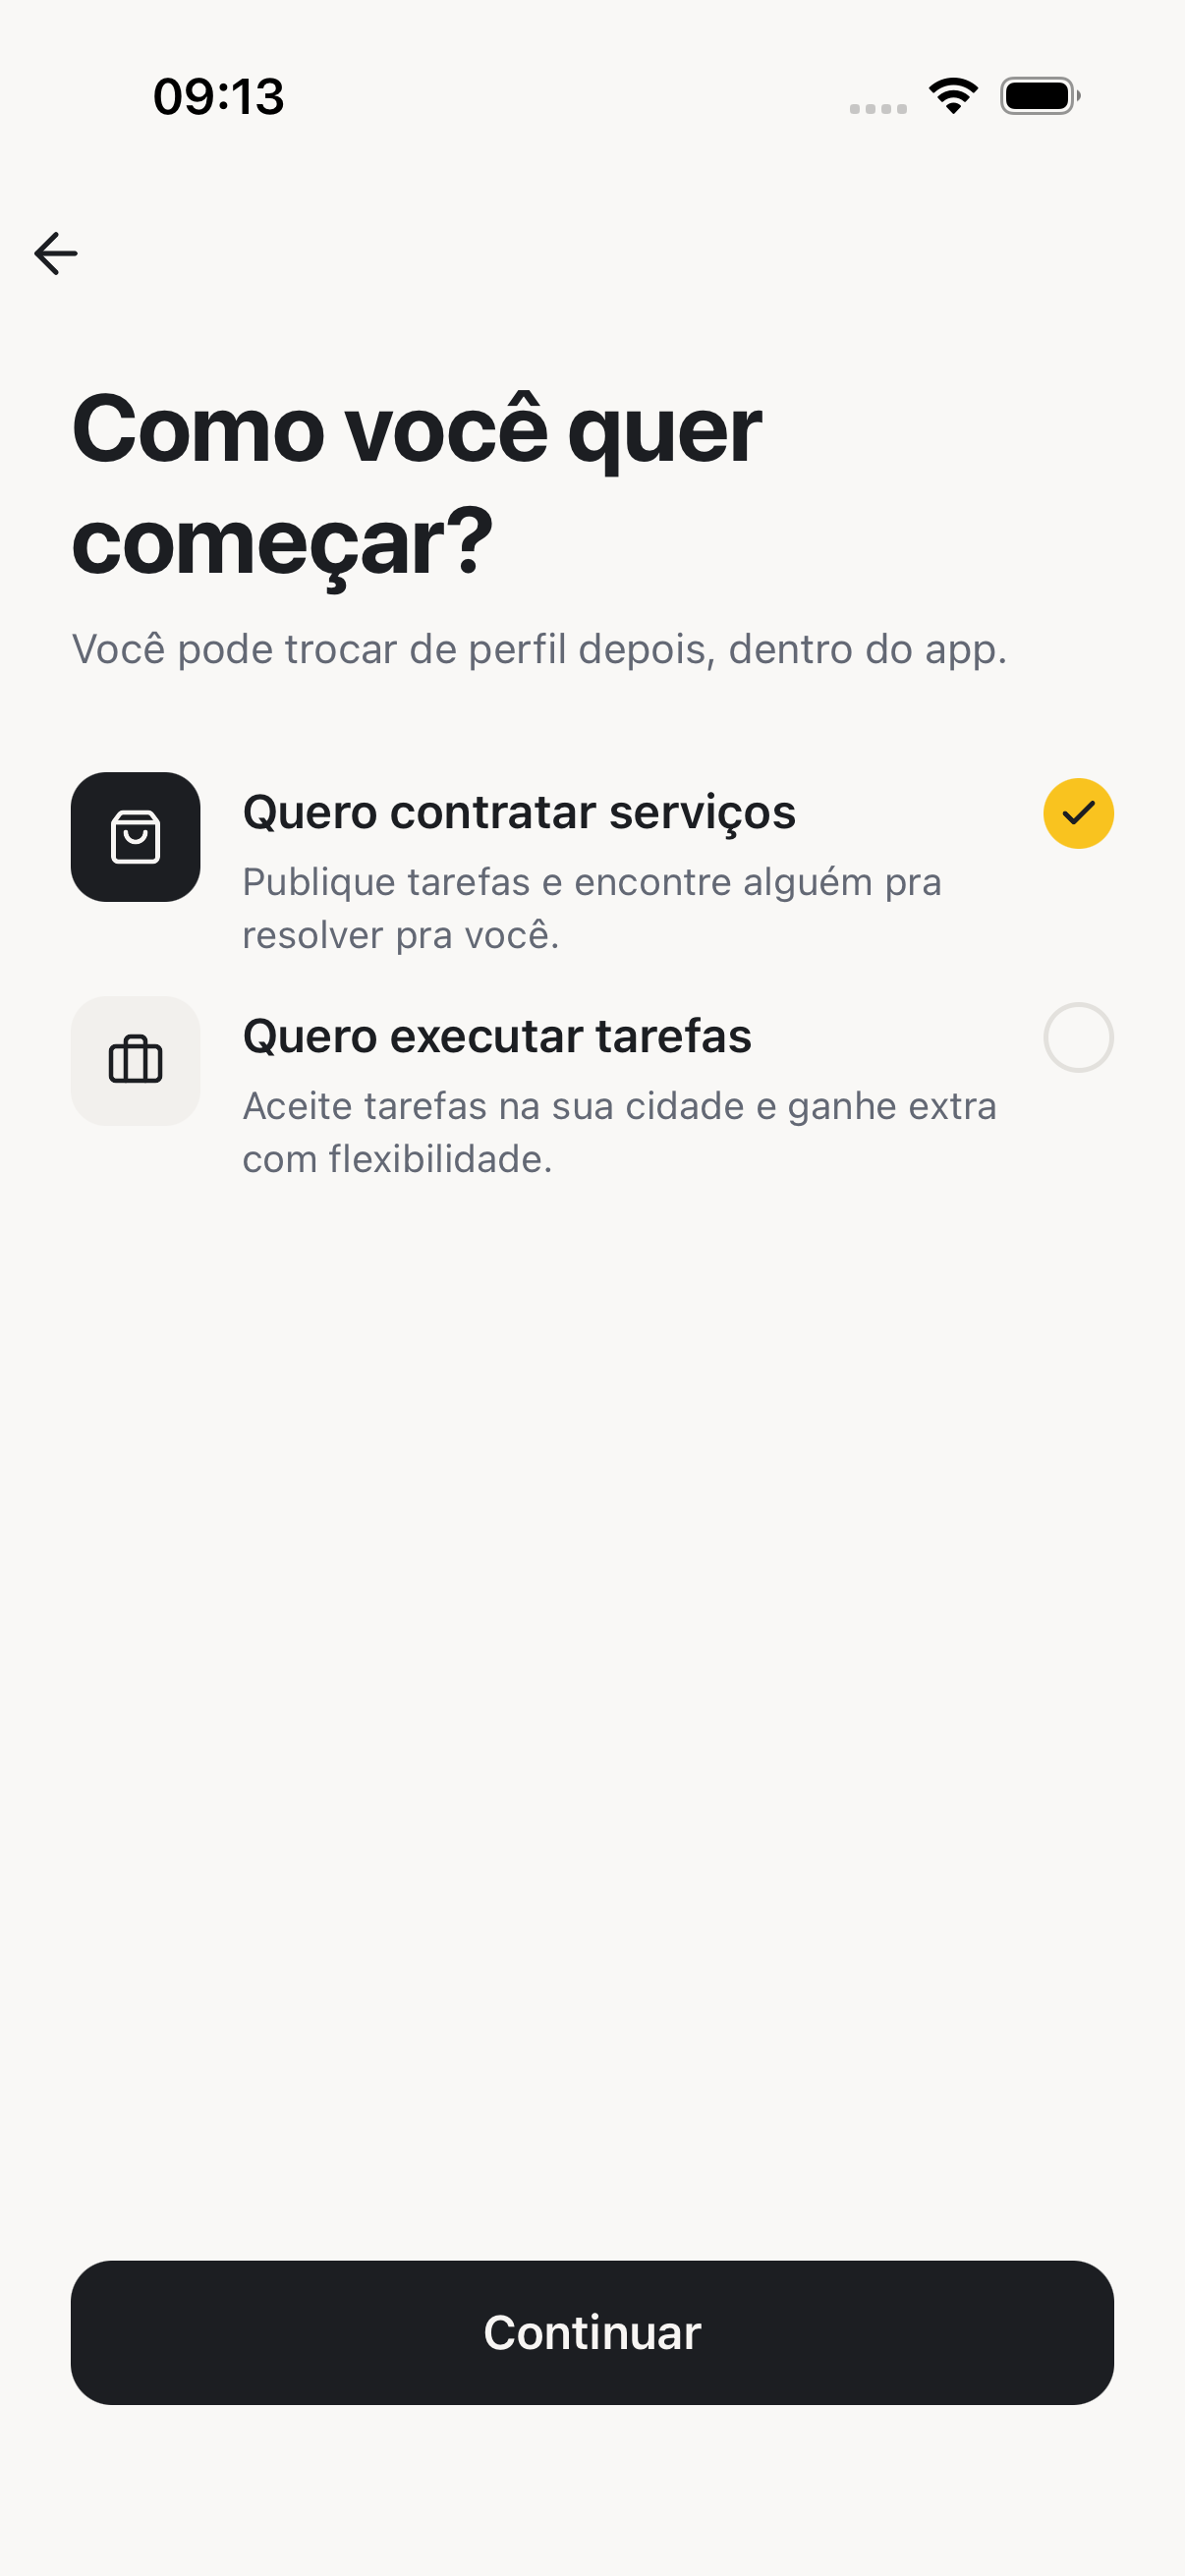 09:13
Como você quer
começar?
Você pode trocar de perfil depois, dentro do app.
Quero contratar serviços
Publique tarefas e encontre alguém pra
resolver pra você.
Quero executar tarefas
Aceite tarefas na sua cidade e ganhe extra
com flexibilidade.
Continuar